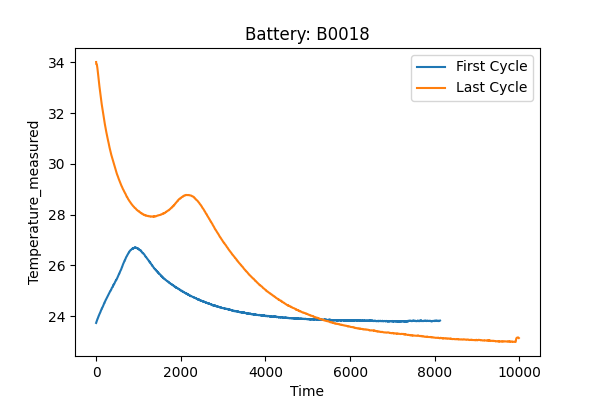 Battery: B0018
First Cycle
Last Cycle
Temperature_measured
34
32
30
28
26
24
0
2000
4000
6000
8000
10000
Time